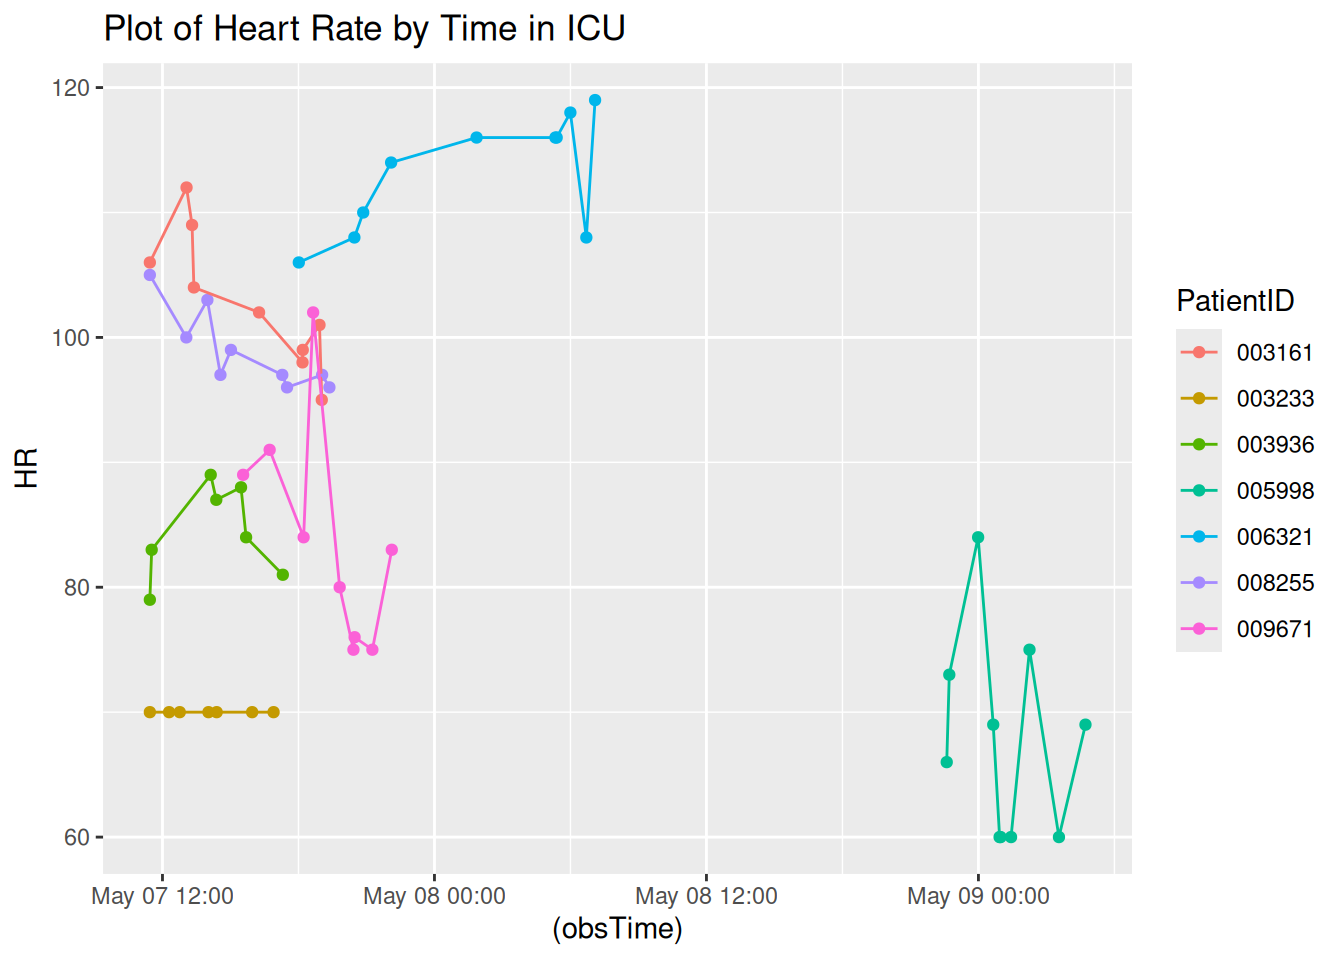 Plot of Heart Rate by Time in ICU
120
100
80
60
HR
May 07 12:00
May 08 00:00
May 08 12:00
May 09 00:00
(obsTime)
PatientID
003161
003233
003936
005998
006321
008255
009671